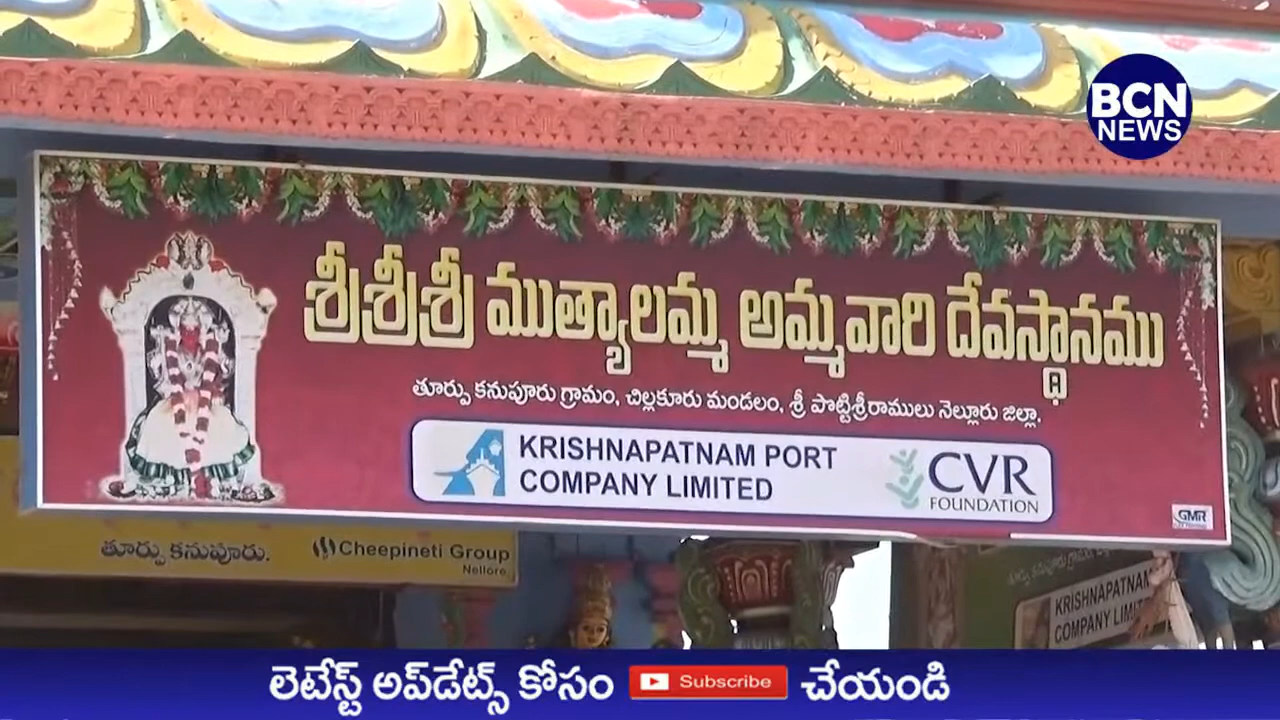 BCN
NEWS
శ్రీశ్రీశ్రీ ముత్యాలమ్మ అమ్మవారి దేవస్థానము
తూర్పు కనుపూరు గ్రామం, చిల్లకూరు మండలం, శ్రీ పొట్టిశ్రీరాములు నెల్లూరు జిల్లా.
KRISHNAPATNAM PORT
COMPANY LIMITED
CVR
FOUNDATION
GMR
తూర్పు కనుపూరు.
Cheepineti Group
Nellore.
KRISHNAPATNAM
COMPANY
లెటేస్ట్ అప్‌డేట్స్ కోసం Subscribe చేయండి